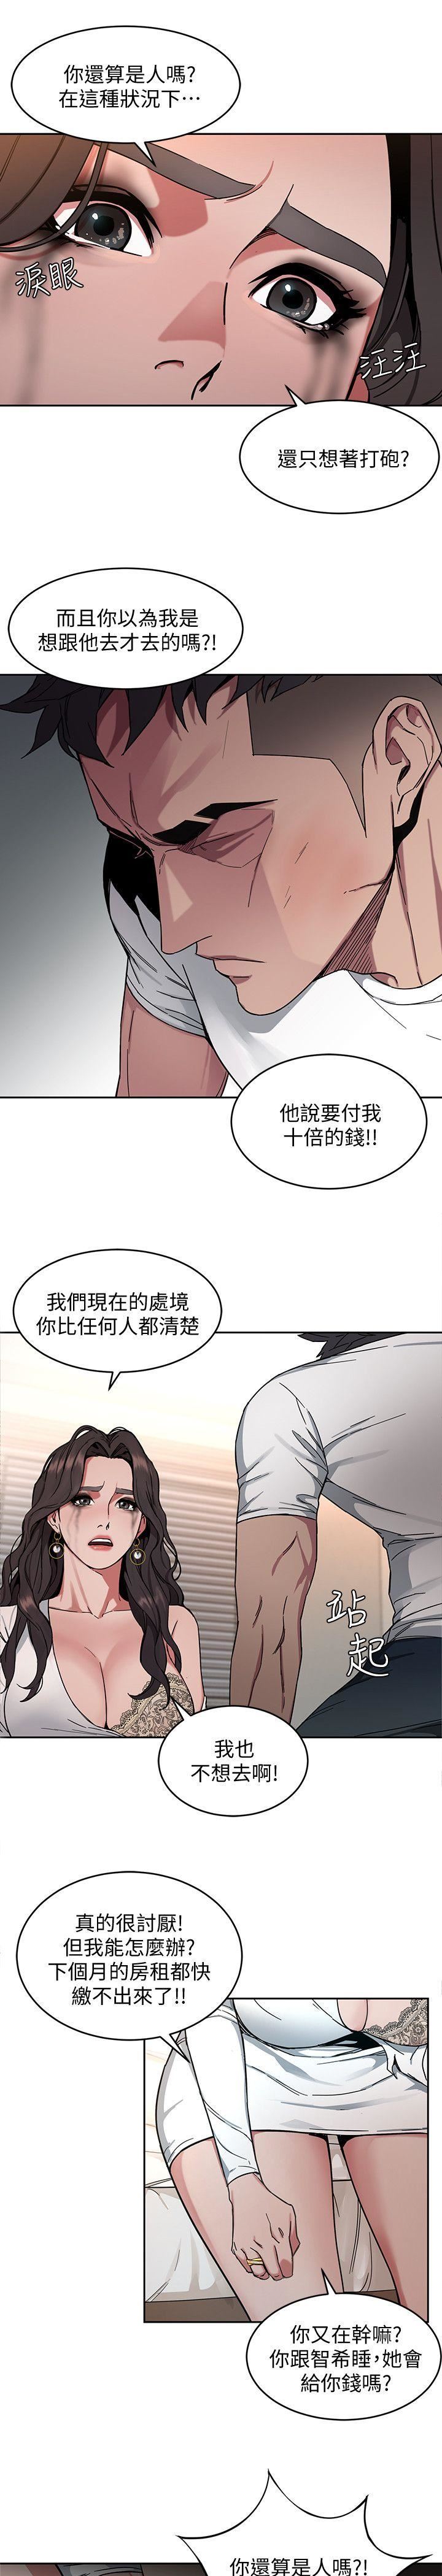 你還算是人嗎?
在這種狀況下…
淚眼
汪汪
還只想著打砲?
而且你以為我是
想跟他去才去的嗎?!
他說要付我
十倍的錢!!
我們現在的處境
你比任何人都清楚
站起
我也
不想去啊!
真的很討厭!
但我能怎麼辦?
下個月的房租都快
繳不出來了!!
你又在幹嘛?
你跟智希睡,她會
給你錢嗎?
你還算是人嗎?!